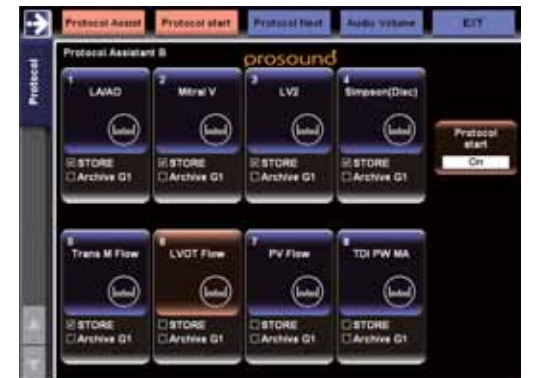 Protocol Assist
Protocol start
Protocol Next
Audio Volume
EXIT
Protocol
Protocol Assistant B
prosound
1
LA/AO
STORE
Archive G1
2
Mitral V
STORE
Archive G1
3
LV2
STORE
Archive G1
4
Simpson(Disc)
STORE
Archive G1
Protocol
start
On
5
Trans M Flow
STORE
Archive G1
6
LVOT Flow
STORE
Archive G1
7
PV Flow
STORE
Archive G1
8
TDI PW MA
STORE
Archive G1